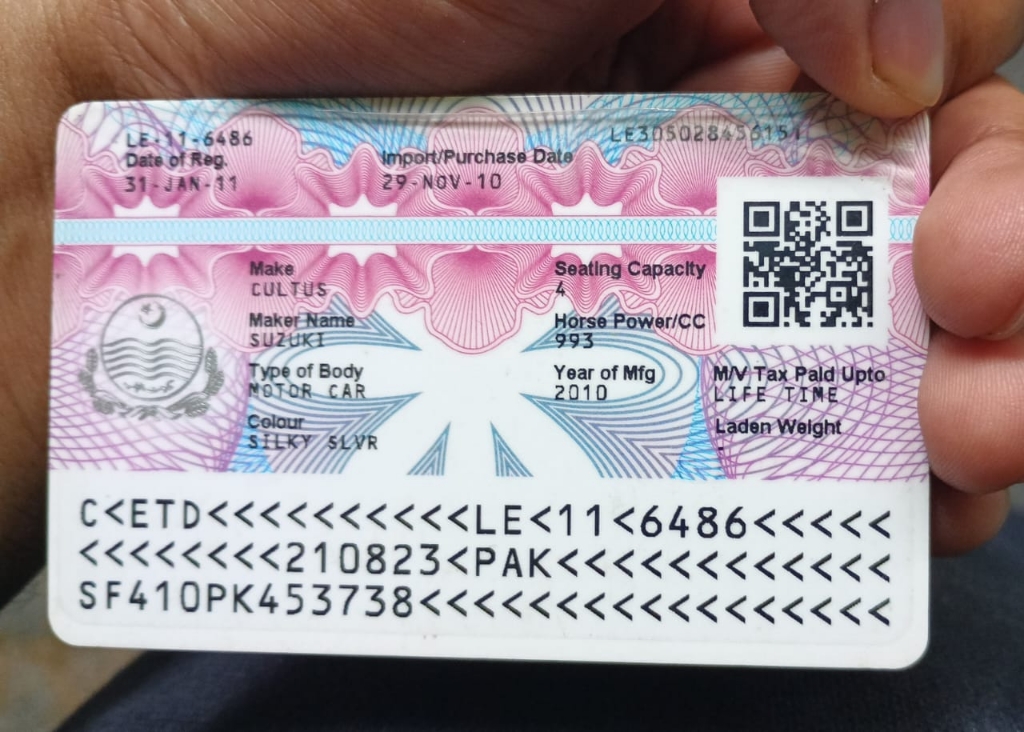 LE-11-6486
Date of Reg.
31-JAN-11
Import/Purchase Date
29-NOV-10
Make
CULTUS
Seating Capacity
4
Maker Name
SUZUKI
Horse Power/CC
993
Type of Body
MOTOR CAR
Year of Mfg
2010
M/V Tax Paid Upto
LIFE TIME
Colour
SILKY SLVR
Laden Weight
-
C<ETD<<<<<<<<<<LE<11<6486<<<<<
<<<<<<<<210823<PAK<<<<<<<<<<<<
SF410PK453738<<<<<<<<<<<<<<<<<